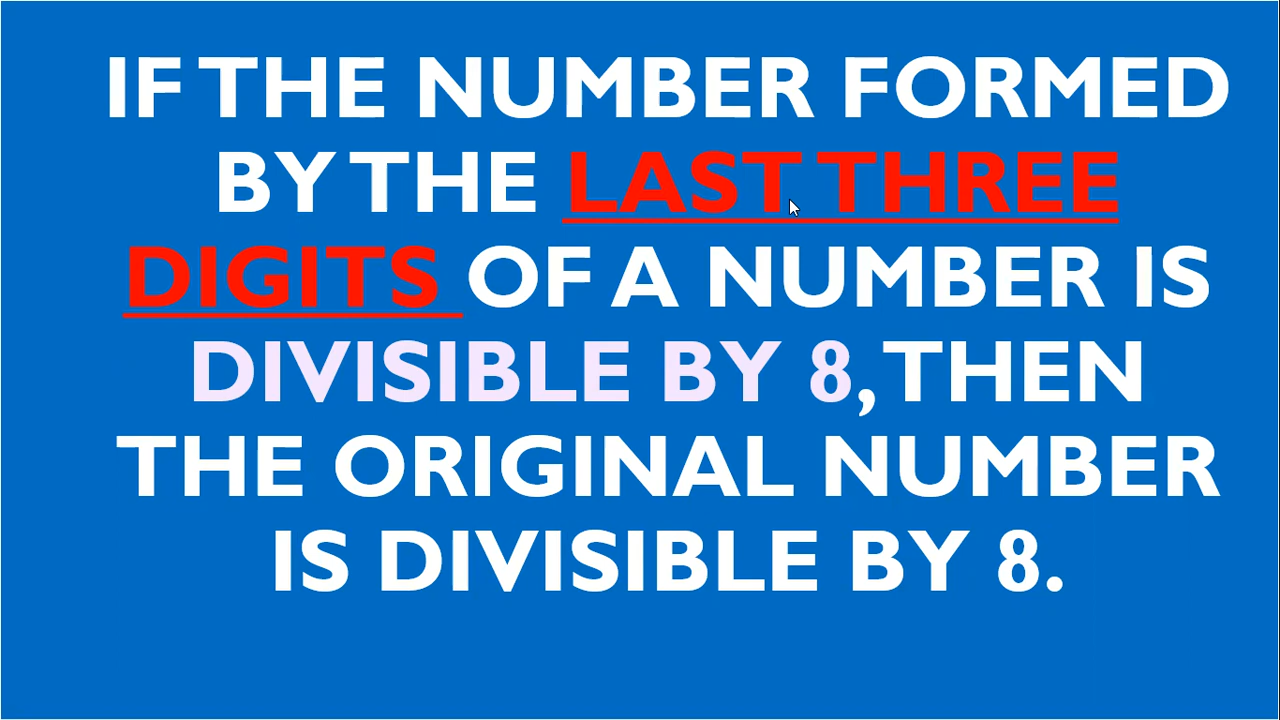 IF THE NUMBER FORMED
BY THE LAST THREE
DIGITS OF A NUMBER IS
DIVISIBLE BY 8,THEN
THE ORIGINAL NUMBER
IS DIVISIBLE BY 8.